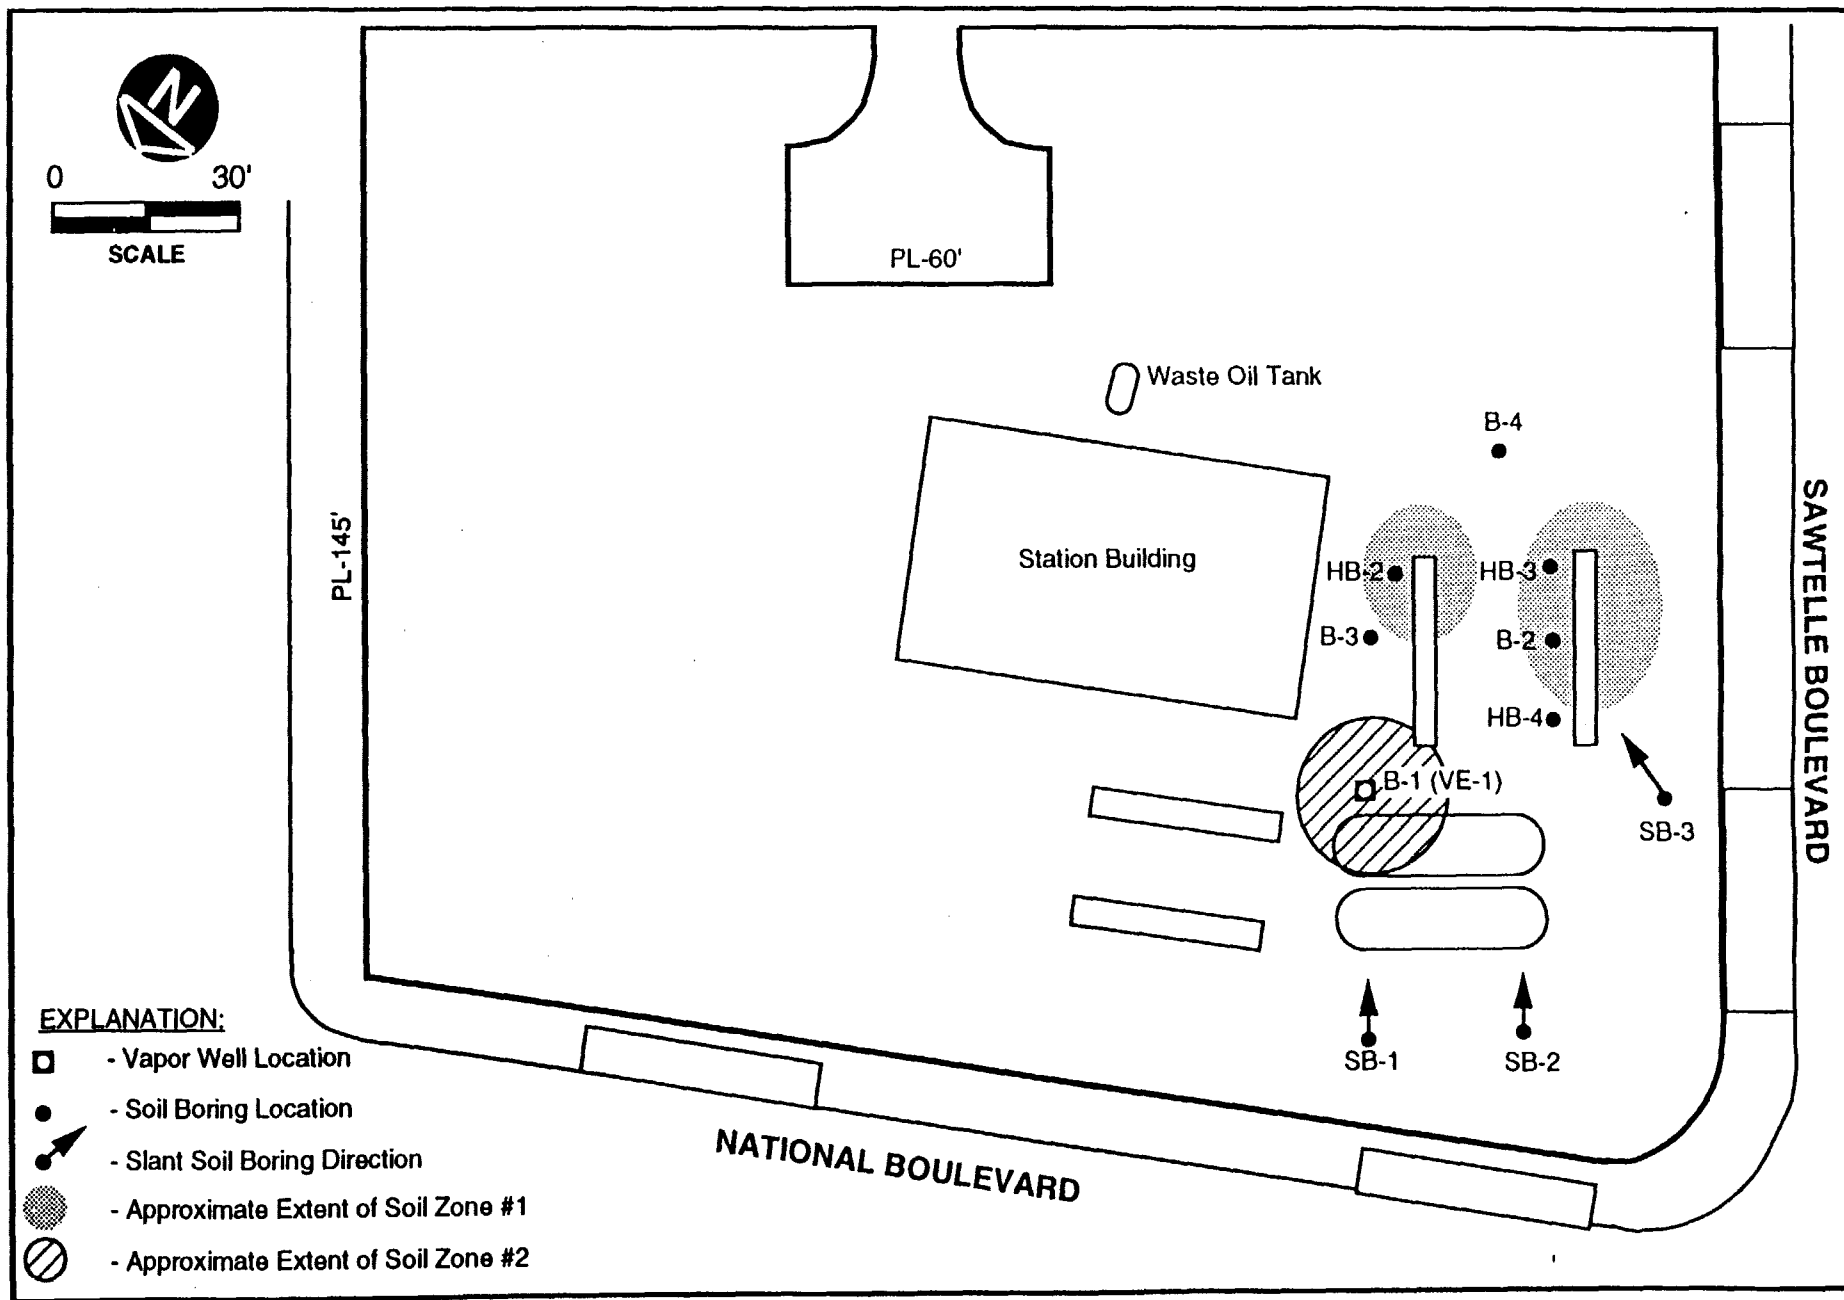 N
0 30'
SCALE
PL-60'
Waste Oil Tank
B-4
PL-145'
Station Building
HB-2
HB-3
B-3
B-2
HB-4
B-1 (VE-1)
SB-3
SAWTELLE BOULEVARD
SB-1
SB-2
NATIONAL BOULEVARD
EXPLANATION:
- Vapor Well Location
- Soil Boring Location
- Slant Soil Boring Direction
- Approximate Extent of Soil Zone #1
- Approximate Extent of Soil Zone #2